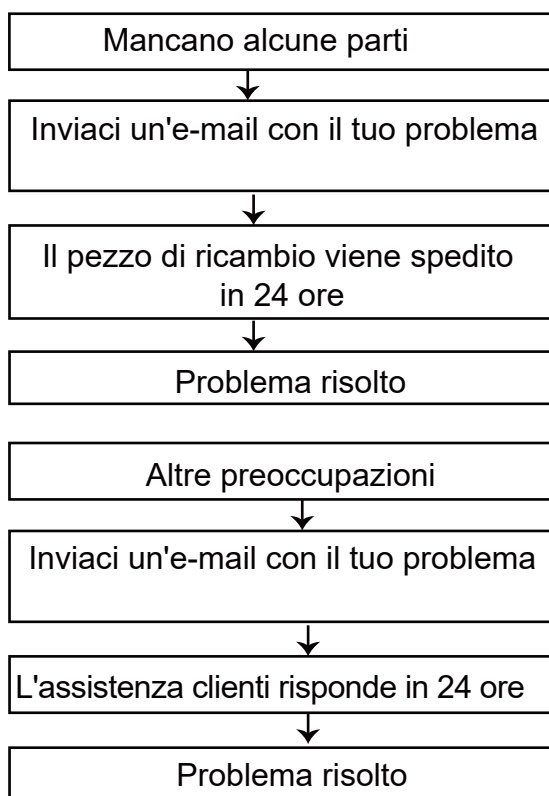 Mancano alcune parti
Inviaci un'e-mail con il tuo problema
Il pezzo di ricambio viene spedito
in 24 ore
Problema risolto
Altre preoccupazioni
Inviaci un'e-mail con il tuo problema
L'assistenza clienti risponde in 24 ore
Problema risolto